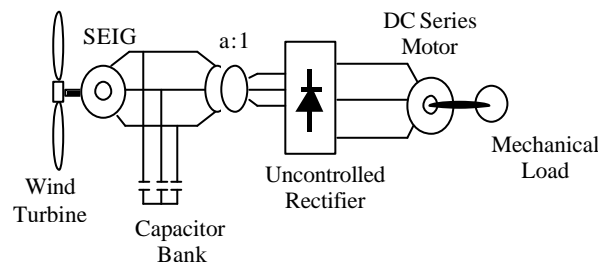 SEIG
a:1
DC Series
Motor
Wind
Turbine
Capacitor
Bank
Uncontrolled
Rectifier
Mechanical
Load